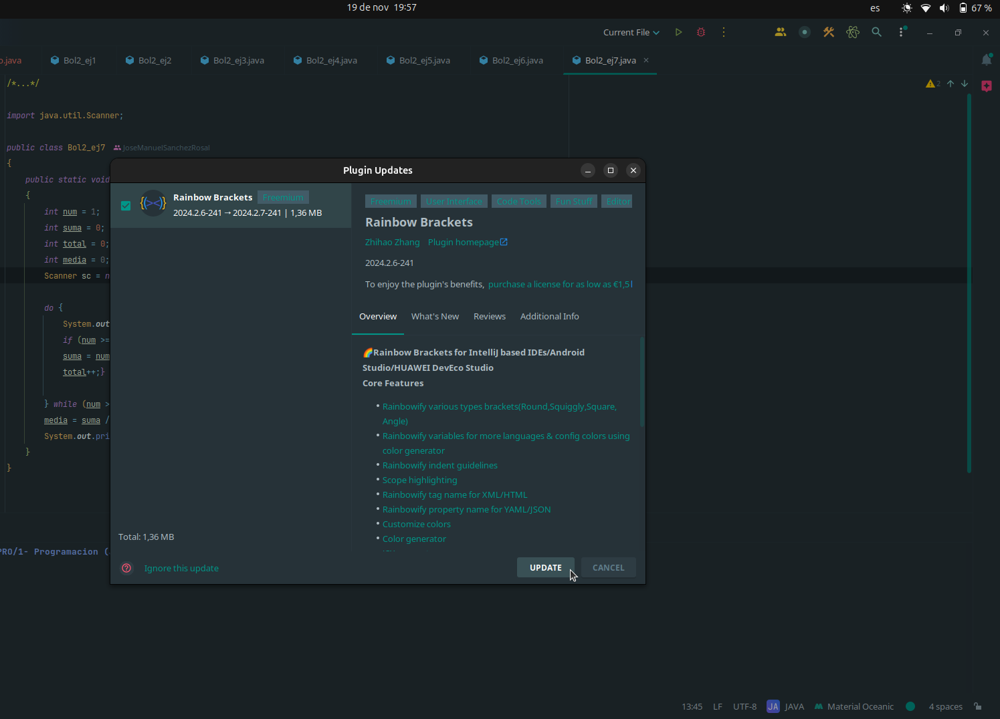 19 de nov 19:57
es
67 %
Current File
o.java
Bol2_ej1
Bol2_ej2
Bol2_ej3.java
Bol2_ej4.java
Bol2_ej5.java
Bol2_ej6.java
Bol2_ej7.java
/*...*/
2
import java.util.Scanner;
public class Bol2_ej7 JoseManuelSanchezRosal
{
public static void
{
int num = 1;
int suma = 0;
int total = 0;
int media = 0;
Scanner sc = n
do {
System.out
if (num >=
suma = num
total++;}
} while (num >
media = suma /
System.out.pri
}
}
PRO/1- Programacion (
Plugin Updates
Rainbow Brackets Freemium
2024.2.6-241 → 2024.2.7-241 | 1,36 MB
Total: 1,36 MB
Freemium User Interface Code Tools Fun Stuff Editor
Rainbow Brackets
Zhihao Zhang Plugin homepage
2024.2.6-241
To enjoy the plugin's benefits, purchase a license for as low as €1,5
Overview What's New Reviews Additional Info
🌈Rainbow Brackets for IntelliJ based IDEs/Android
Studio/HUAWEI DevEco Studio
Core Features
• Rainbowify various types brackets(Round,Squiggly,Square,
Angle)
• Rainbowify variables for more languages & config colors using
color generator
• Rainbowify indent guidelines
• Scope highlighting
• Rainbowify tag name for XML/HTML
• Rainbowify property name for YAML/JSON
• Customize colors
• Color generator
Ignore this update
UPDATE
CANCEL
13:45 LF UTF-8 JA JAVA Material Oceanic 4 spaces